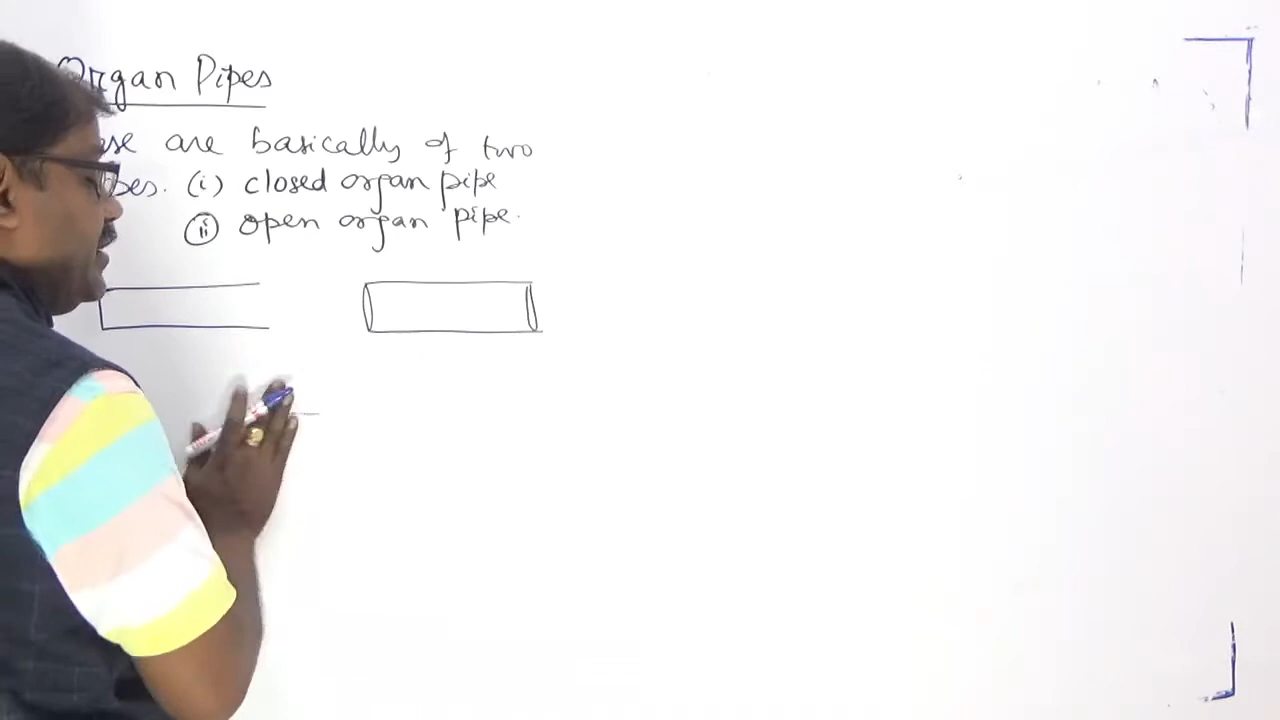 Organ Pipes
are basically of two
(i) closed organ pipe
(ii) open organ pipe.